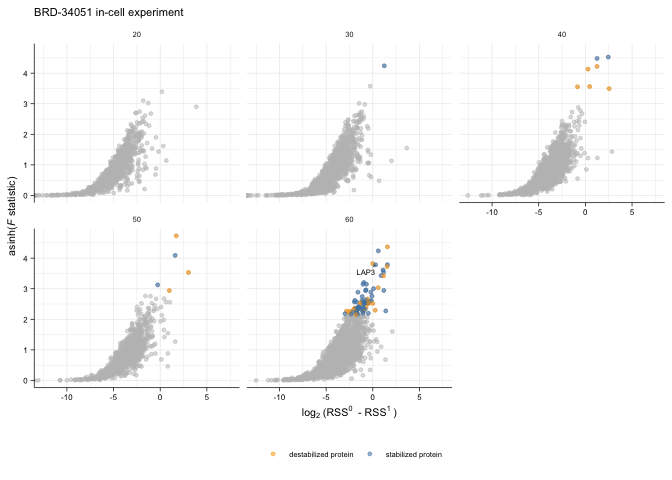 BRD-34051 in-cell experiment
20 30 40
4
3
2
1
0
-10 -5 0 5
50 60
LAP3
4
3
2
1
0
-10 -5 0 5 -10 -5 0 5
asinh(F statistic)
log₂ (RSS⁰ - RSS¹ )
destabilized protein stabilized protein